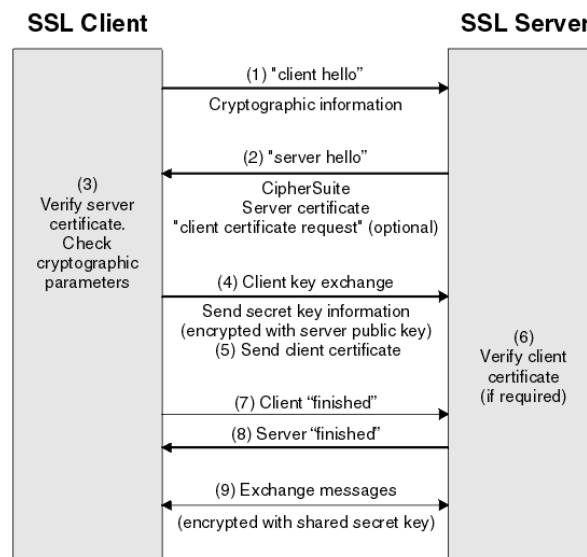 SSL Client
SSL Server
(1) "client hello”
Cryptographic information
(2) "server hello”
CipherSuite
Server certificate
"client certificate request" (optional)
(3)
Verify server
certificate.
Check
cryptographic
parameters
(4) Client key exchange
Send secret key information
(encrypted with server public key)
(5) Send client certificate
(6)
Verify client
certificate
(if required)
(7) Client “finished”
(8) Server “finished”
(9) Exchange messages
(encrypted with shared secret key)